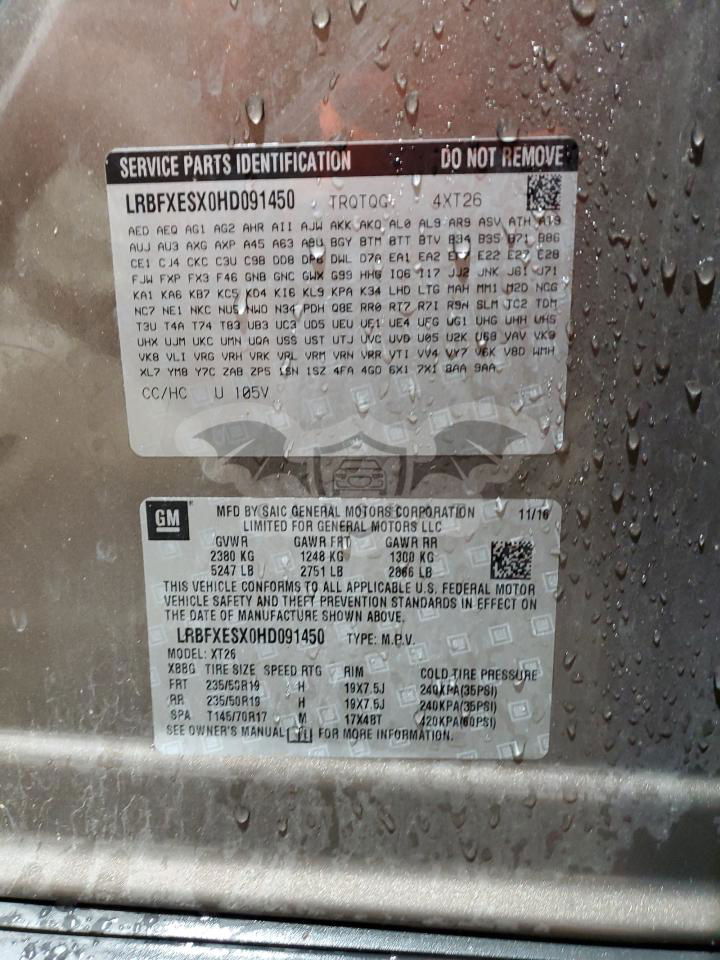 SERVICE PARTS IDENTIFICATION DO NOT REMOVE
LRBFXESX0HD091450 TRQTQG 4XT26
AED AEQ AG1 AG2 AHR AII AJW AKK AKO AL0 AL9 AR9 ASV ATH AT9
AUJ AU3 AXG AXP A45 A63 A8U BGY BTM BTT BTV B34 B35 B71 B86
CE1 CJ4 CKC C3U C9B DD8 DP6 DWL D7A EA1 EA2 E22 E27 E28
FJW FXP FX3 F46 GNB GNC GWX G99 HHG IO6 I17 JJ2 JNK J61 J71
KA1 KA6 KB7 KC5 KD4 KI6 KL9 KPA K34 LHD LTG MAH MM1 M2D NCG
NC7 NE1 NKC NUS NWO N34 PDH Q8E RR0 RT7 R7I R9N SLM TC2 TDM
T3U T4A T74 T83 UB3 UC3 UD5 UEU UE1 UE4 UFG UG1 UHG UHH UHS
UHX UJM UKC UMN UQA USS UST UTJ UVC UVD U05 U2K U68 VAV VK9
VK8 VLI VRG VRH VRK VRL VRM VRN VRR VTI VV4 VY7 V6K V8D WMH
XL7 YM8 Y7C ZAB ZP5 1SN 1SZ 4FA 4GO 6X1 7X1 8AA 9AA
CC/HC U 105V
GM
MFD BY SAIC GENERAL MOTORS CORPORATION 11/16
LIMITED FOR GENERAL MOTORS LLC
GVWR GAWR FRT GAWR RR
2380 KG 1248 KG 1300 KG
5247 LB 2751 LB 2866 LB
THIS VEHICLE CONFORMS TO ALL APPLICABLE U.S. FEDERAL MOTOR
VEHICLE SAFETY AND THEFT PREVENTION STANDARDS IN EFFECT ON
THE DATE OF MANUFACTURE SHOWN ABOVE.
LRBFXESX0HD091450 TYPE: M.P.V.
MODEL: XT26
XBBG TIRE SIZE SPEED RTG RIM COLD TIRE PRESSURE
FRT 235/50R19 H 19X7.5J 240KPA(35PSI)
RR 235/50R19 H 19X7.5J 240KPA(35PSI)
SPA T145/70R17 M 17X4BT 420KPA(60PSI)
SEE OWNER'S MANUAL FOR MORE INFORMATION.